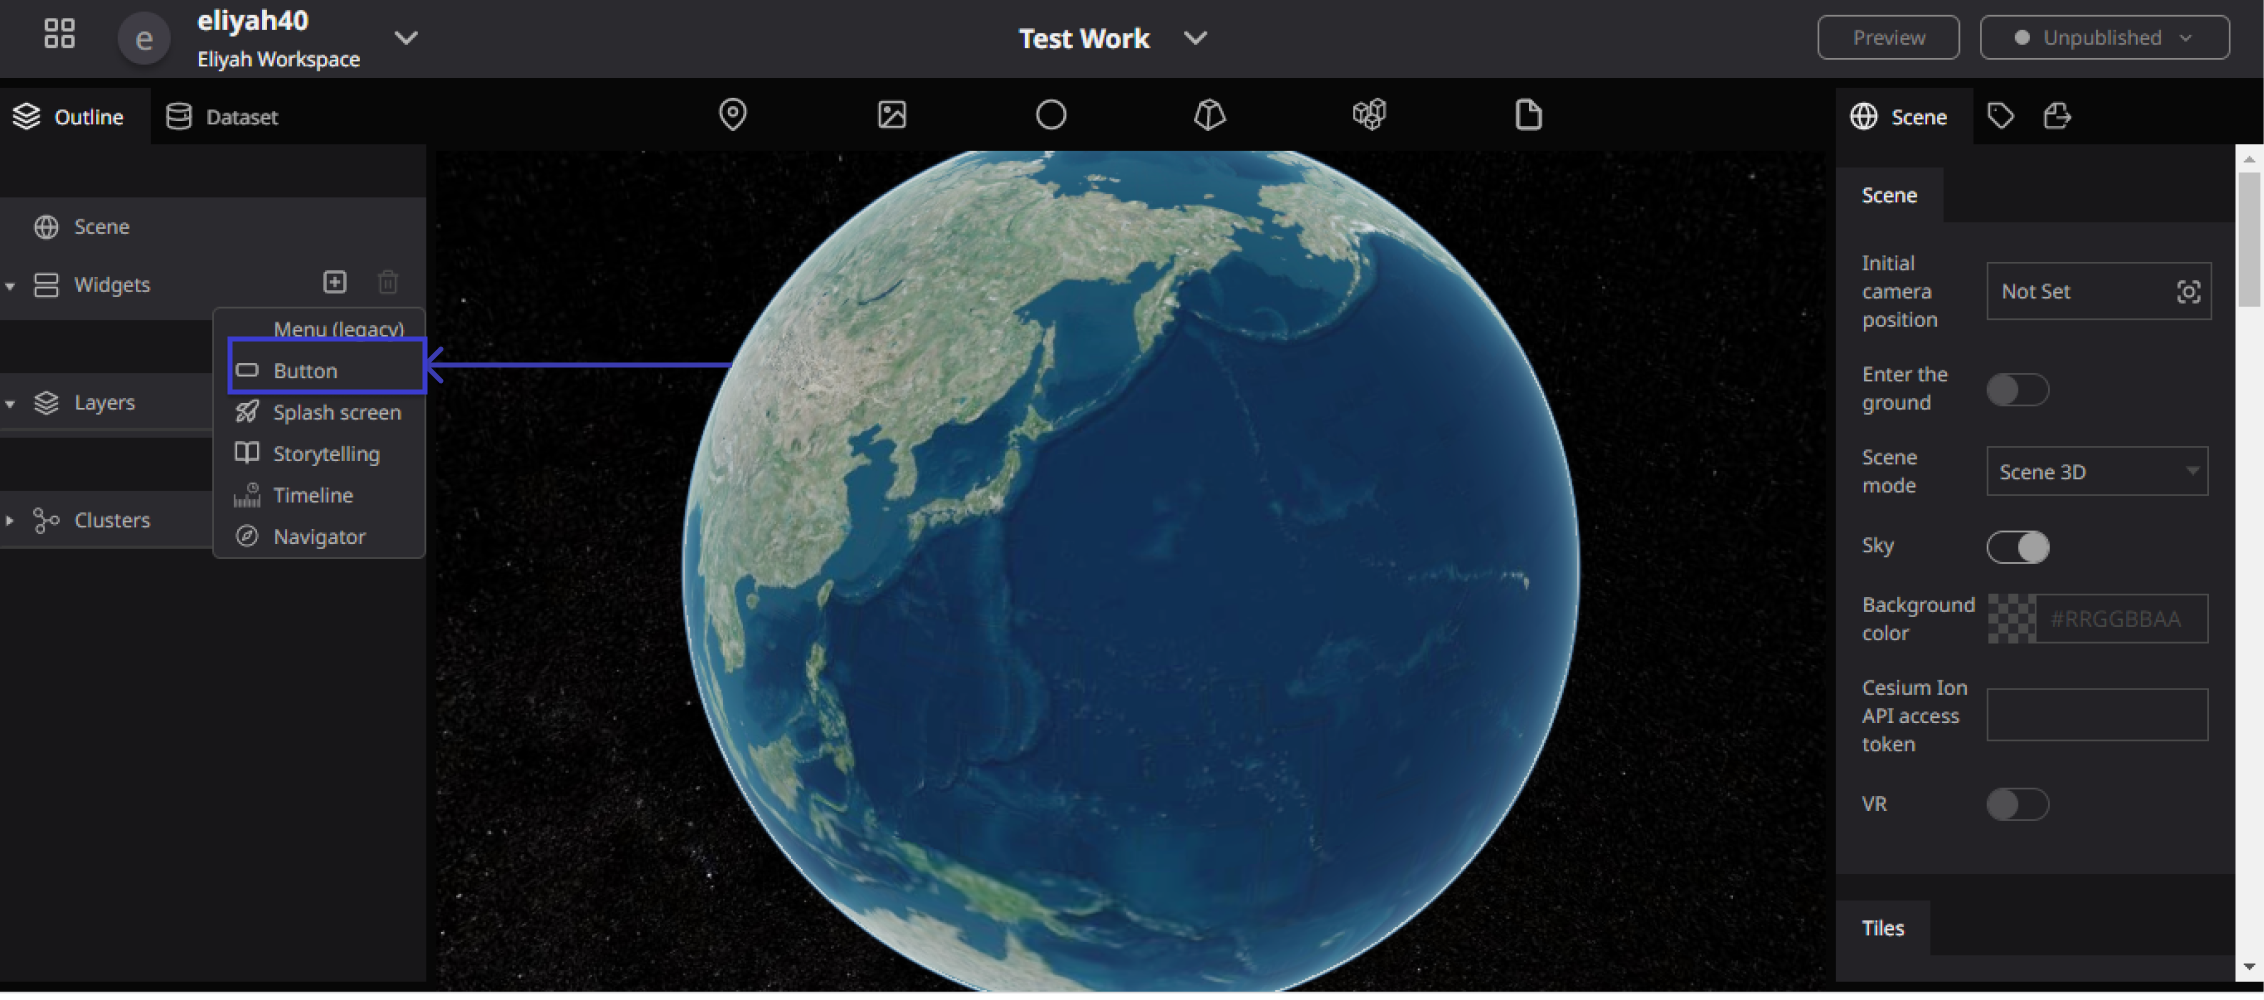 eliyah40
e
Eliyah Workspace
Test Work
Preview
Unpublished
Outline
Dataset
Scene
Widgets
Menu (legacy)
Button
Splash screen
Storytelling
Timeline
Navigator
Layers
Clusters
Scene
Scene
Initial
camera
position
Not Set
Enter the
ground
Scene
mode
Scene 3D
Sky
Background
color
#RRGGBBAA
Cesium Ion
API access
token
VR
Tiles